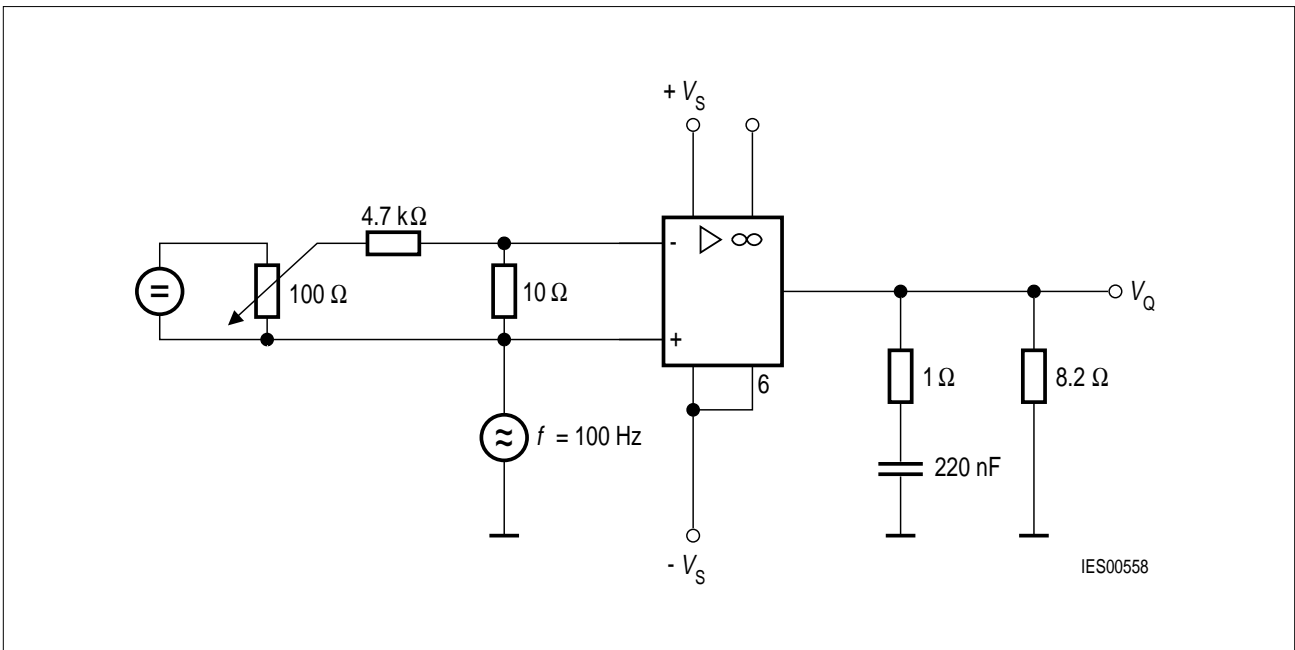 + V_S
4.7 kΩ
- ▷ ∞
=
100 Ω
10 Ω
V_Q
+
6
1 Ω
8.2 Ω
≈
f = 100 Hz
220 nF
- V_S
IES00558